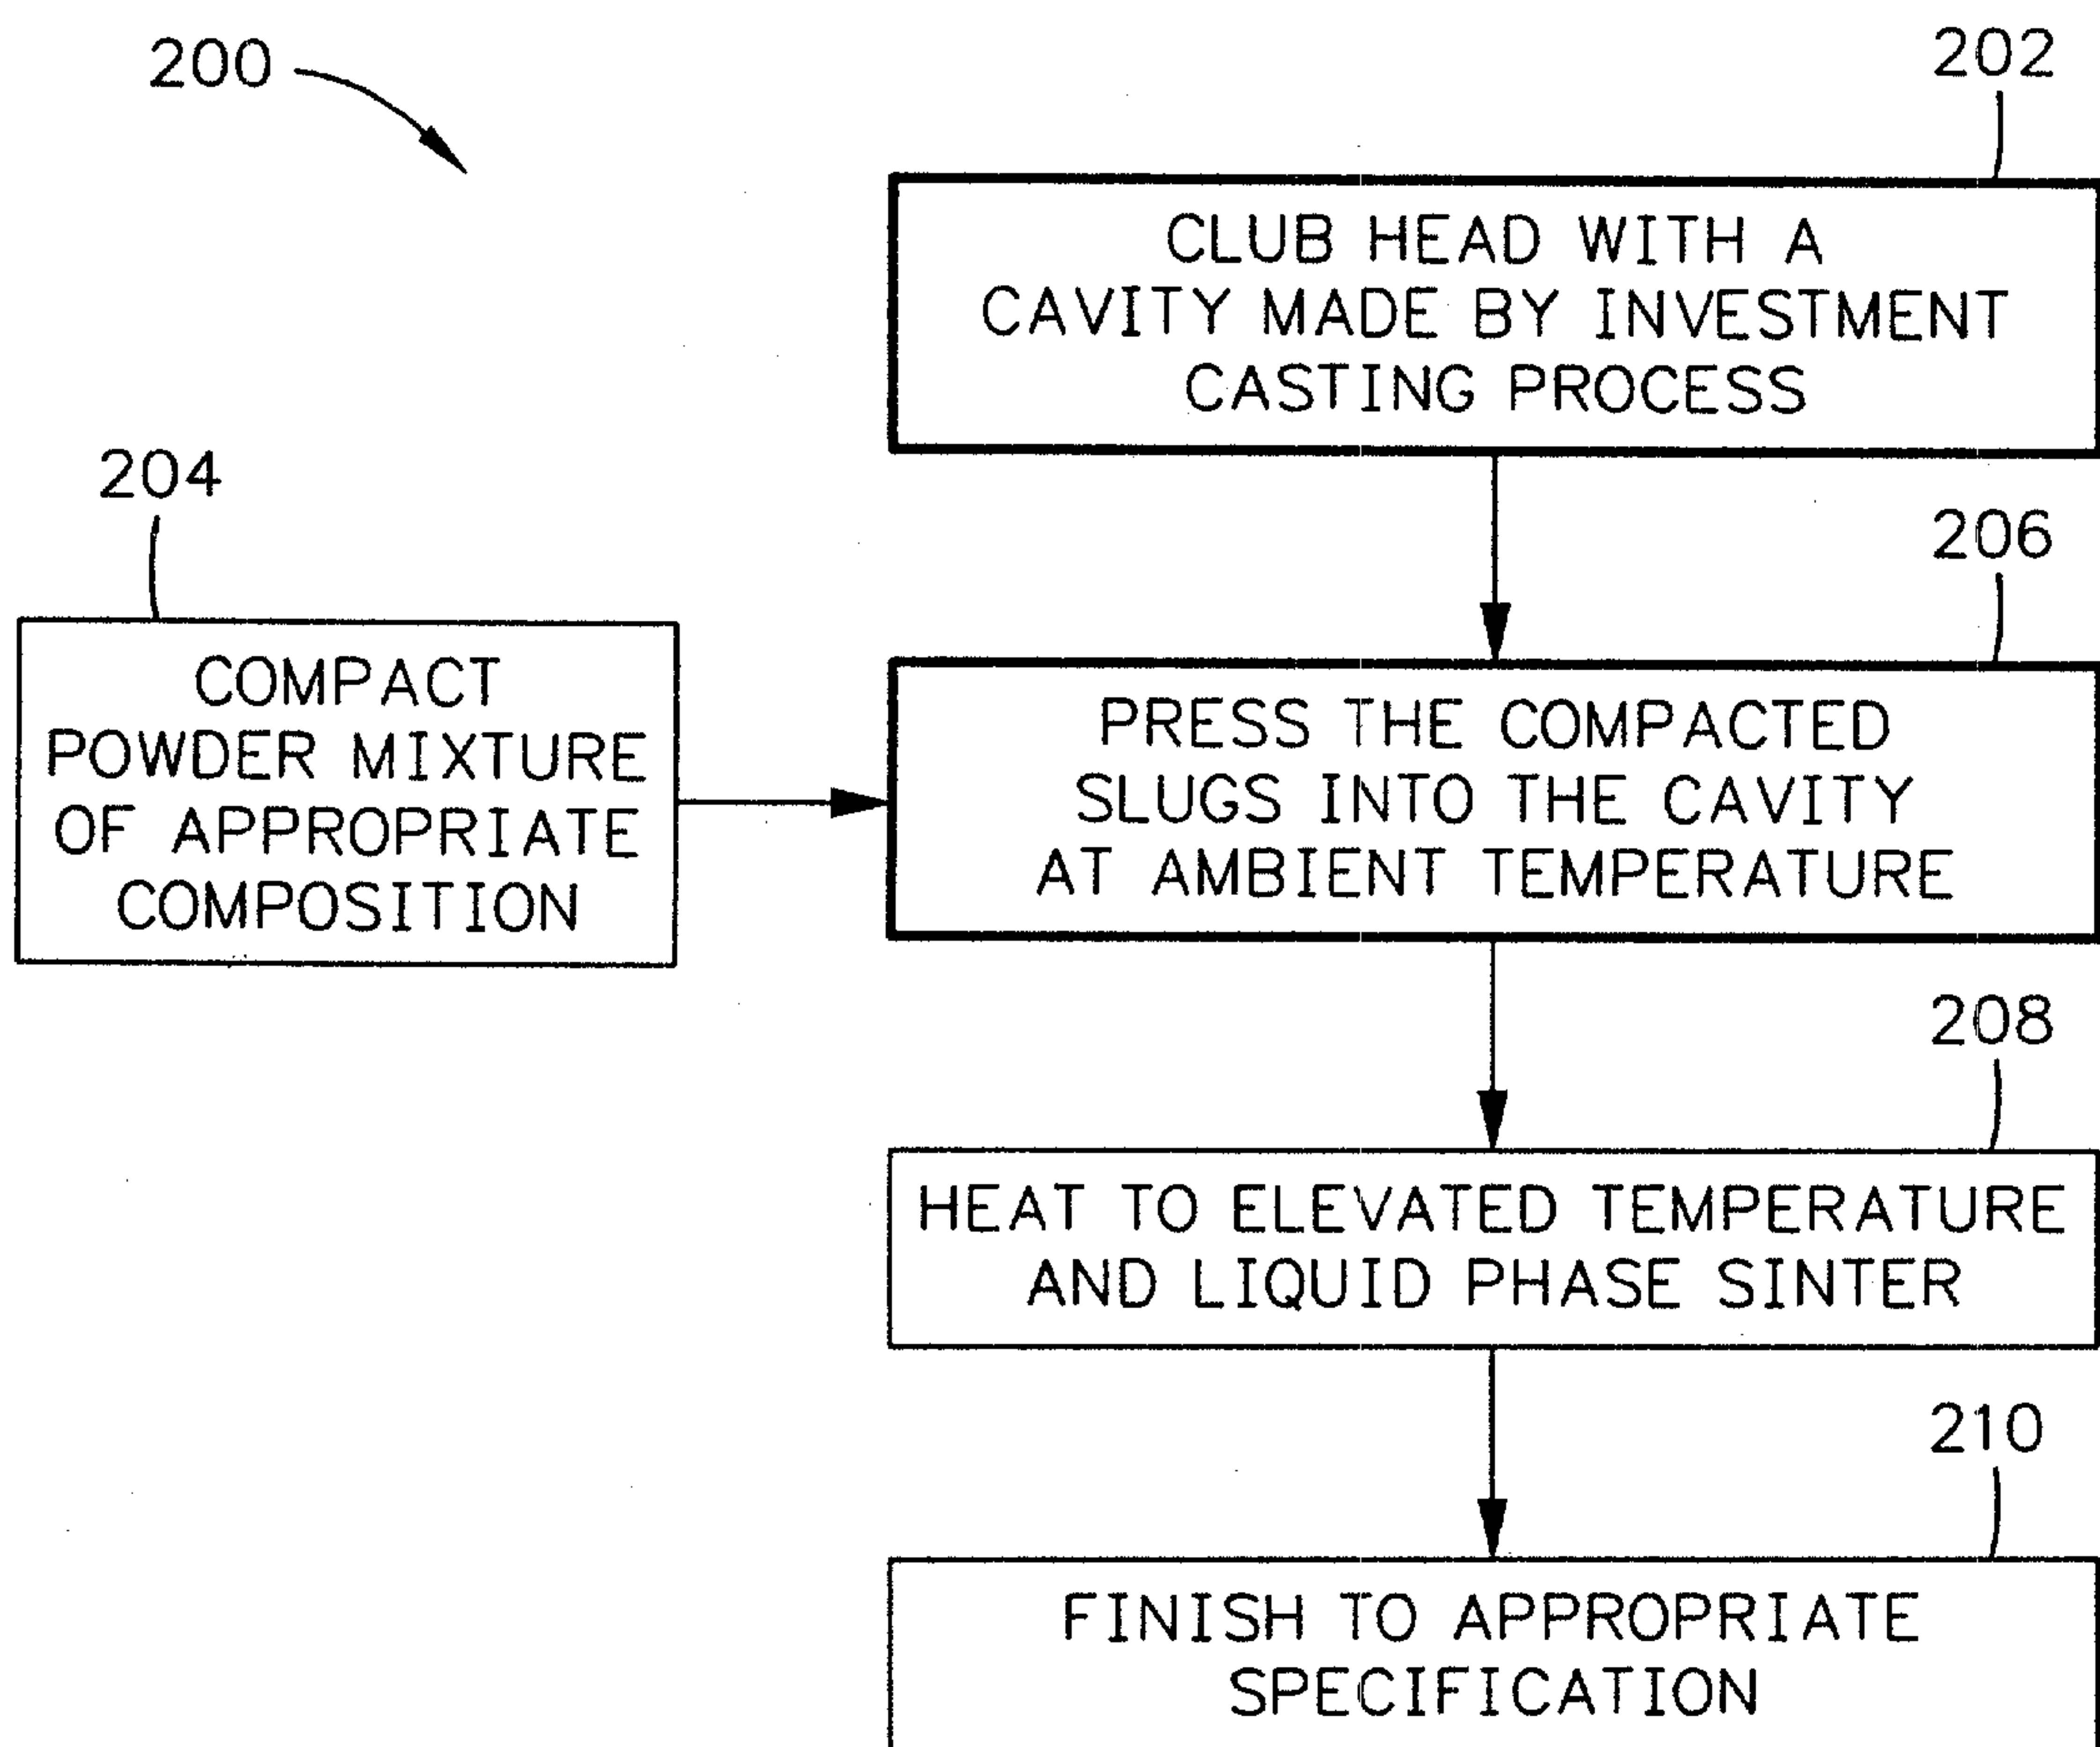 200
202
CLUB HEAD WITH A
CAVITY MADE BY INVESTMENT
CASTING PROCESS
204
COMPACT
POWDER MIXTURE
OF APPROPRIATE
COMPOSITION
206
PRESS THE COMPACTED
SLUGS INTO THE CAVITY
AT AMBIENT TEMPERATURE
208
HEAT TO ELEVATED TEMPERATURE
AND LIQUID PHASE SINTER
210
FINISH TO APPROPRIATE
SPECIFICATION